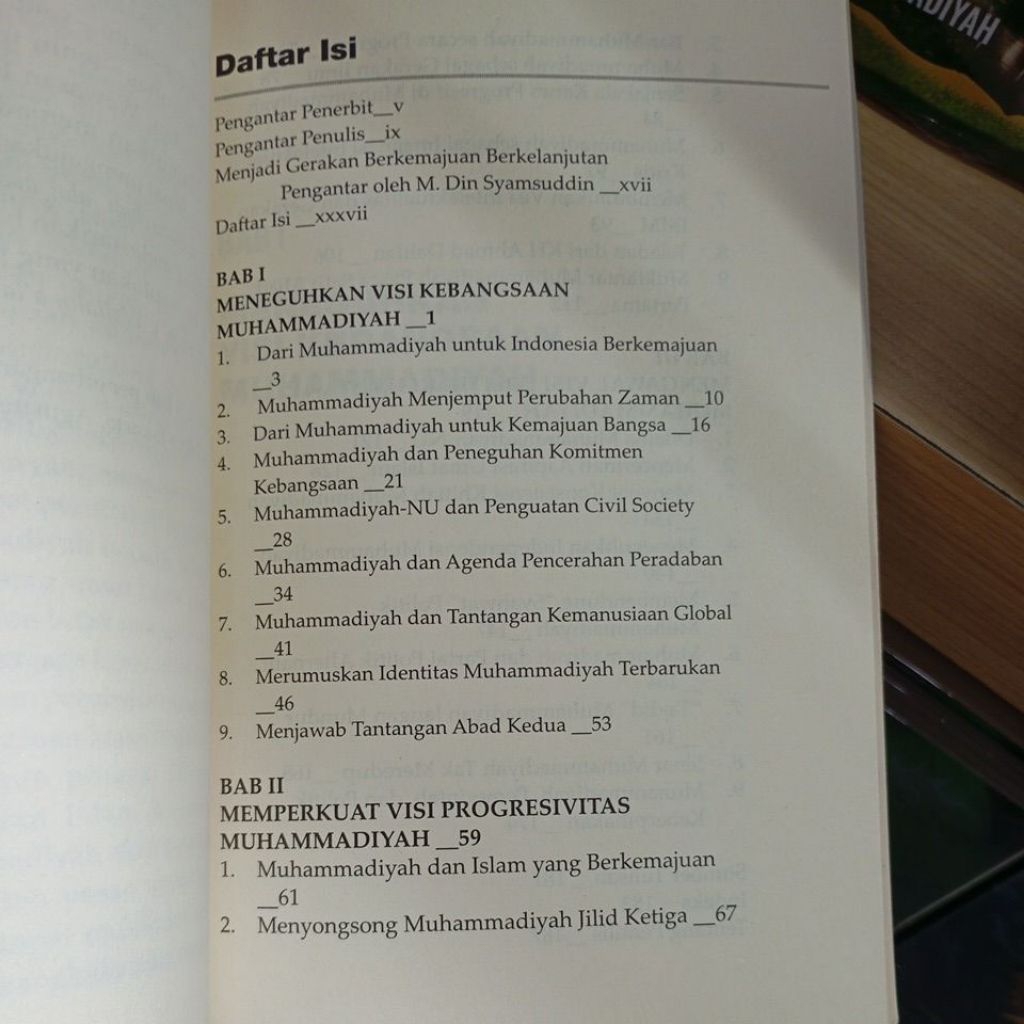 Daftar Isi
Pengantar Penerbit__v
Pengantar Penulis__ix
Menjadi Gerakan Berkemajuan Berkelanjutan
Pengantar oleh M. Din Syamsuddin __xvii
Daftar Isi __xxxvii
BAB I
MENEGUHKAN VISI KEBANGSAAN
MUHAMMADIYAH __1
1. Dari Muhammadiyah untuk Indonesia Berkemajuan
__3
2. Muhammadiyah Menjemput Perubahan Zaman __10
3. Dari Muhammadiyah untuk Kemajuan Bangsa __16
4. Muhammadiyah dan Peneguhan Komitmen
Kebangsaan __21
5. Muhammadiyah-NU dan Penguatan Civil Society
__28
6. Muhammadiyah dan Agenda Pencerahan Peradaban
__34
7. Muhammadiyah dan Tantangan Kemanusiaan Global
__41
8. Merumuskan Identitas Muhammadiyah Terbarukan
__46
9. Menjawab Tantangan Abad Kedua __53
BAB II
MEMPERKUAT VISI PROGRESIVITAS
MUHAMMADIYAH __59
1. Muhammadiyah dan Islam yang Berkemajuan
__61
2. Menyongsong Muhammadiyah Jilid Ketiga __67